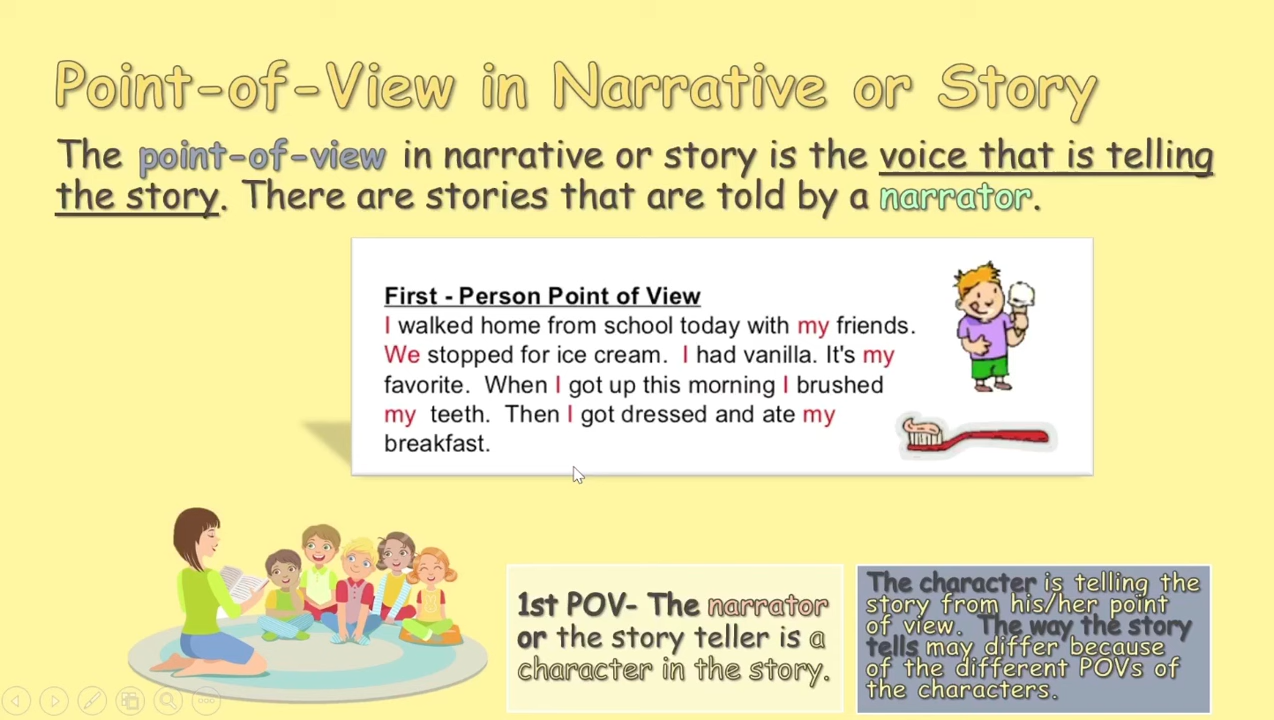 Point-of-View in Narrative or Story
The point-of-view in narrative or story is the voice that is telling
the story. There are stories that are told by a narrator.
First - Person Point of View
I walked home from school today with my friends.
We stopped for ice cream. I had vanilla. It's my
favorite. When I got up this morning I brushed
my teeth. Then I got dressed and ate my
breakfast.
1st POV- The narrator
or the story teller is a
character in the story.
The character is telling the
story from his/her point
of view. The way the story
tells may differ because
of the different POVs of
the characters.